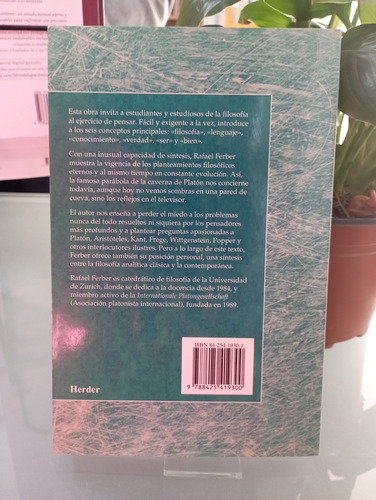 Esta obra invita a estudiantes y estudiosos de la filosofía
al ejercicio de pensar. Fácil y exigente a la vez, introduce
a los seis conceptos principales: «filosofía», «lenguaje»,
«conocimiento», «verdad», «ser» y «bien».
Con una inusual capacidad de síntesis, Rafael Ferber
muestra la vigencia de los planteamientos filosóficos
eternos y al mismo tiempo en constante evolución. Así,
la famosa parábola de la caverna de Platón nos concierne
todavía, aunque hoy no vemos sombras en una pared de
cueva, sino los reflejos en el televisor.
El autor nos enseña a perder el miedo a los problemas
nunca del todo resueltos ni siquiera por los pensadores
más profundos y a plantear preguntas apasionadas a
Platón, Aristóteles, Kant, Frege, Wittgenstein, Popper y
otros interlocutores ilustres. Pero a lo largo de este texto,
Ferber ofrece también su posición personal, una síntesis
entre la filosofía analítica clásica y la contemporánea.
Rafael Ferber es catedrático de filosofía de la Universidad
de Zurich, donde se dedica a la docencia desde 1984, y
miembro activo de la Internationale Platongesellschaft
(Asociación platonista internacional), fundada en 1989.
ISBN 84-254-1930-1
9 788425 419300
Herder